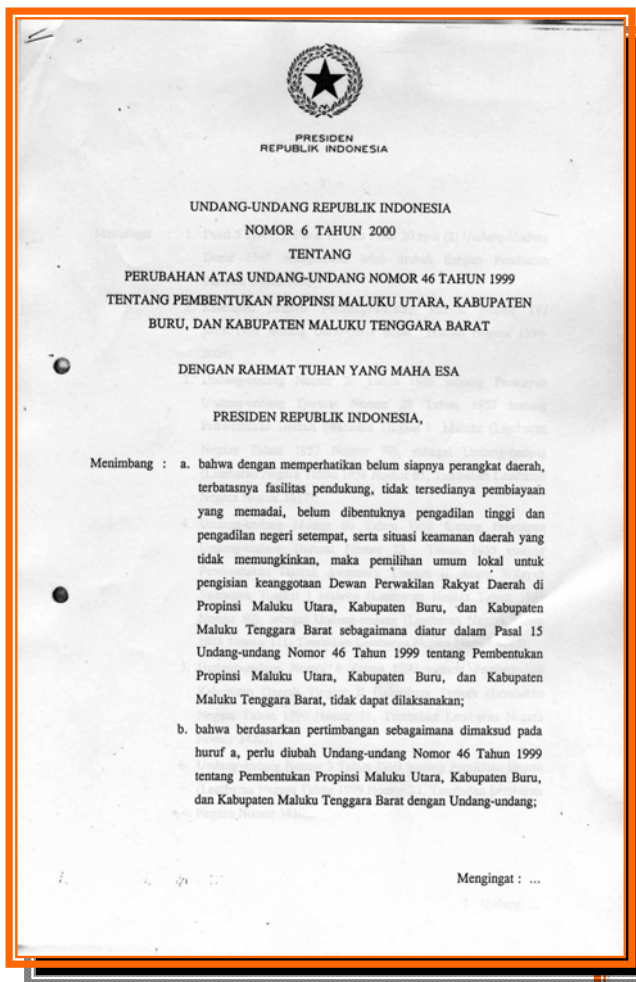 PRESIDEN
REPUBLIK INDONESIA
UNDANG-UNDANG REPUBLIK INDONESIA
NOMOR 6 TAHUN 2000
TENTANG
PERUBAHAN ATAS UNDANG-UNDANG NOMOR 46 TAHUN 1999
TENTANG PEMBENTUKAN PROPINSI MALUKU UTARA, KABUPATEN
BURU, DAN KABUPATEN MALUKU TENGGARA BARAT
DENGAN RAHMAT TUHAN YANG MAHA ESA
PRESIDEN REPUBLIK INDONESIA,
Menimbang : a. bahwa dengan memperhatikan belum siapnya perangkat daerah,
terbatasnya fasilitas pendukung, tidak tersedianya pembiayaan
yang memadai, belum dibentuknya pengadilan tinggi dan
pengadilan negeri setempat, serta situasi keamanan daerah yang
tidak memungkinkan, maka pemilihan umum lokal untuk
pengisian keanggotaan Dewan Perwakilan Rakyat Daerah di
Propinsi Maluku Utara, Kabupaten Buru, dan Kabupaten
Maluku Tenggara Barat sebagaimana diatur dalam Pasal 15
Undang-undang Nomor 46 Tahun 1999 tentang Pembentukan
Propinsi Maluku Utara, Kabupaten Buru, dan Kabupaten
Maluku Tenggara Barat, tidak dapat dilaksanakan;
b. bahwa berdasarkan pertimbangan sebagaimana dimaksud pada
huruf a, perlu diubah Undang-undang Nomor 46 Tahun 1999
tentang Pembentukan Propinsi Maluku Utara, Kabupaten Buru,
dan Kabupaten Maluku Tenggara Barat dengan Undang-undang;
Mengingat : ...